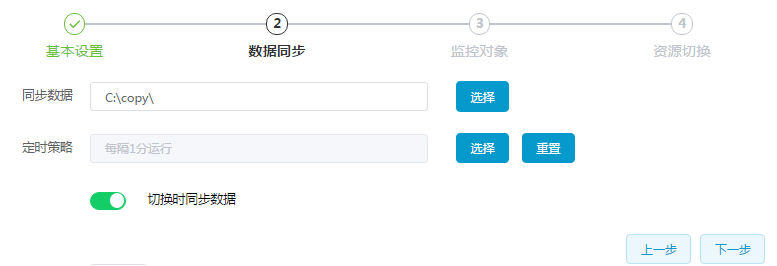 2 3 4
基本设置 数据同步 监控对象 资源切换
同步数据 C:\copy\ 选择
定时策略 每隔1分运行 选择 重置
切换时同步数据
上一步 下一步